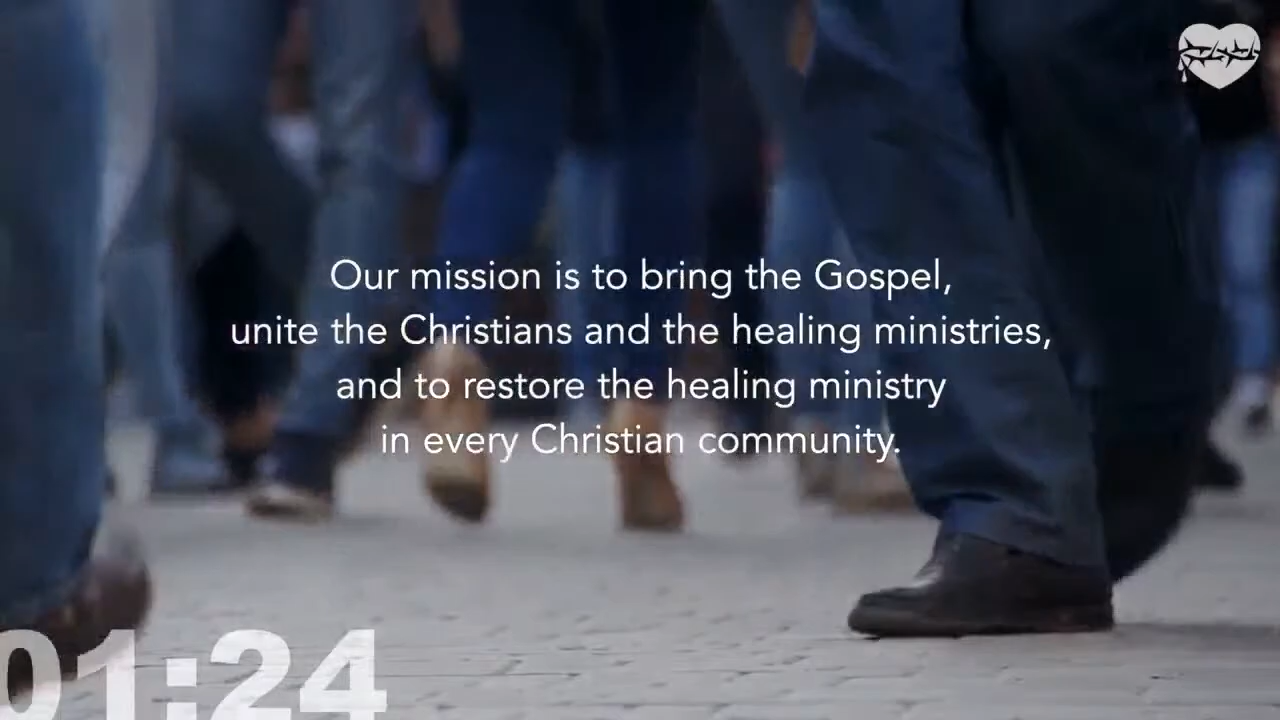 Our mission is to bring the Gospel,
unite the Christians and the healing ministries,
and to restore the healing ministry
in every Christian community.
01:24